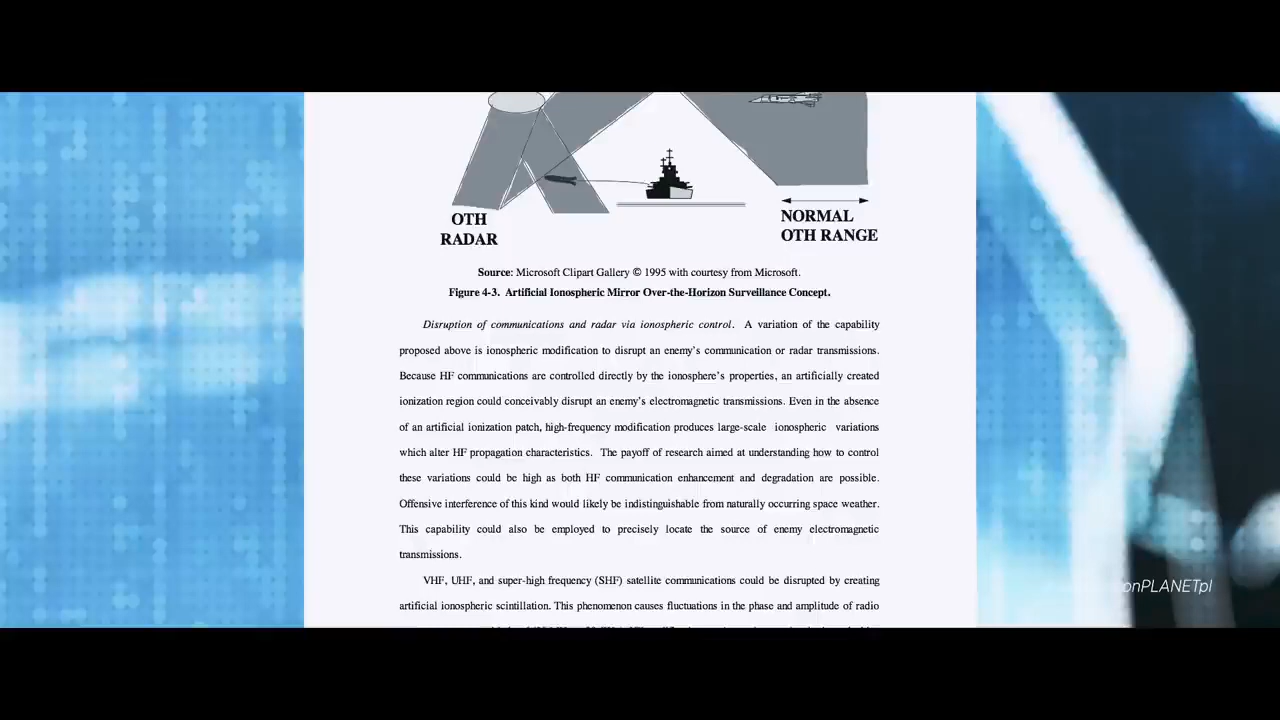 OTH
RADAR
NORMAL
OTH RANGE
Source: Microsoft Clipart Gallery © 1995 with courtesy from Microsoft.
Figure 4-3. Artificial Ionospheric Mirror Over-the-Horizon Surveillance Concept.
Disruption of communications and radar via ionospheric control. A variation of the capability
proposed above is ionospheric modification to disrupt an enemy's communication or radar transmissions.
Because HF communications are controlled directly by the ionosphere's properties, an artificially created
ionization region could conceivably disrupt an enemy's electromagnetic transmissions. Even in the absence
of an artificial ionization patch, high-frequency modification produces large-scale ionospheric variations
which alter HF propagation characteristics. The payoff of research aimed at understanding how to control
these variations could be high as both HF communication enhancement and degradation are possible.
Offensive interference of this kind would likely be indistinguishable from naturally occurring space weather.
This capability could also be employed to precisely locate the source of enemy electromagnetic
transmissions.
VHF, UHF, and super-high frequency (SHF) satellite communications could be disrupted by creating
artificial ionospheric scintillation. This phenomenon causes fluctuations in the phase and amplitude of radio
onPLANETpl